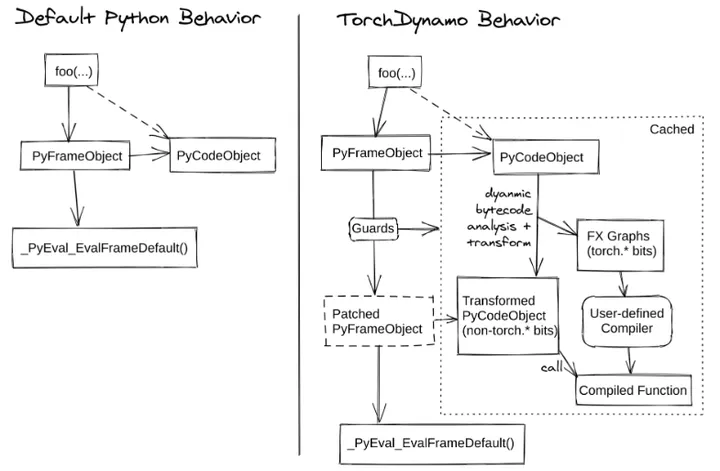 Default Python Behavior
foo(...)
PyFrameObject
PyCodeObject
_PyEval_EvalFrameDefault()
TorchDynamo Behavior
foo(...)
Cached
PyFrameObject
PyCodeObject
dyanmic
bytecode
analysis +
transform
Guards
FX Graphs
(torch.* bits)
Patched
PyFrameObject
Transformed
PyCodeObject
(non-torch.* bits)
User-defined
Compiler
call
Compiled Function
_PyEval_EvalFrameDefault()